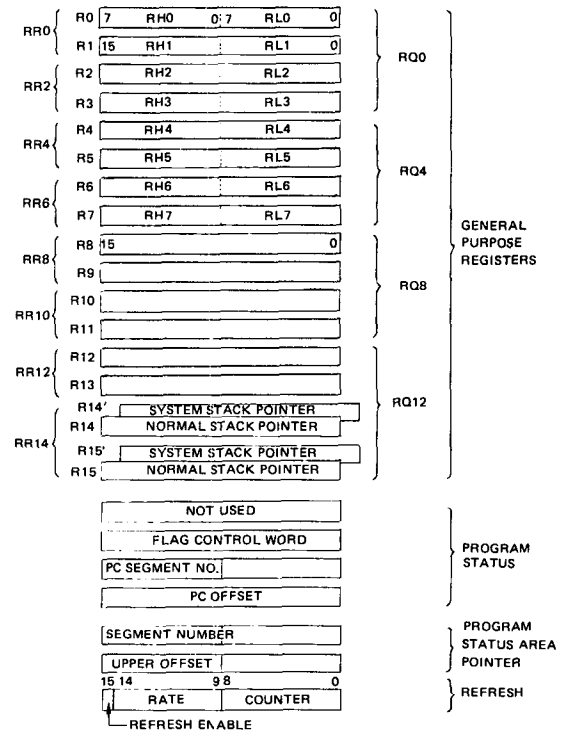 RR0 R0 7 RH0 0 7 RL0 0
R1 15 RH1 RL1 0
RQ0
RR2 R2 RH2 RL2
R3 RH3 RL3
RR4 R4 RH4 RL4
R5 RH5 RL5
RQ4
RR6 R6 RH6 RL6
R7 RH7 RL7
GENERAL
PURPOSE
REGISTERS
RR8 R8 15 0
R9
RQ8
RR10 R10
R11
RR12 R12
R13
RQ12
R14' SYSTEM STACK POINTER
RR14 R14 NORMAL STACK POINTER
R15' SYSTEM STACK POINTER
R15 NORMAL STACK POINTER
NOT USED
FLAG CONTROL WORD
PC SEGMENT NO.
PC OFFSET
PROGRAM
STATUS
SEGMENT NUMBER
UPPER OFFSET
PROGRAM
STATUS AREA
POINTER
15 14 9 8 0
RATE COUNTER
REFRESH
REFRESH ENABLE